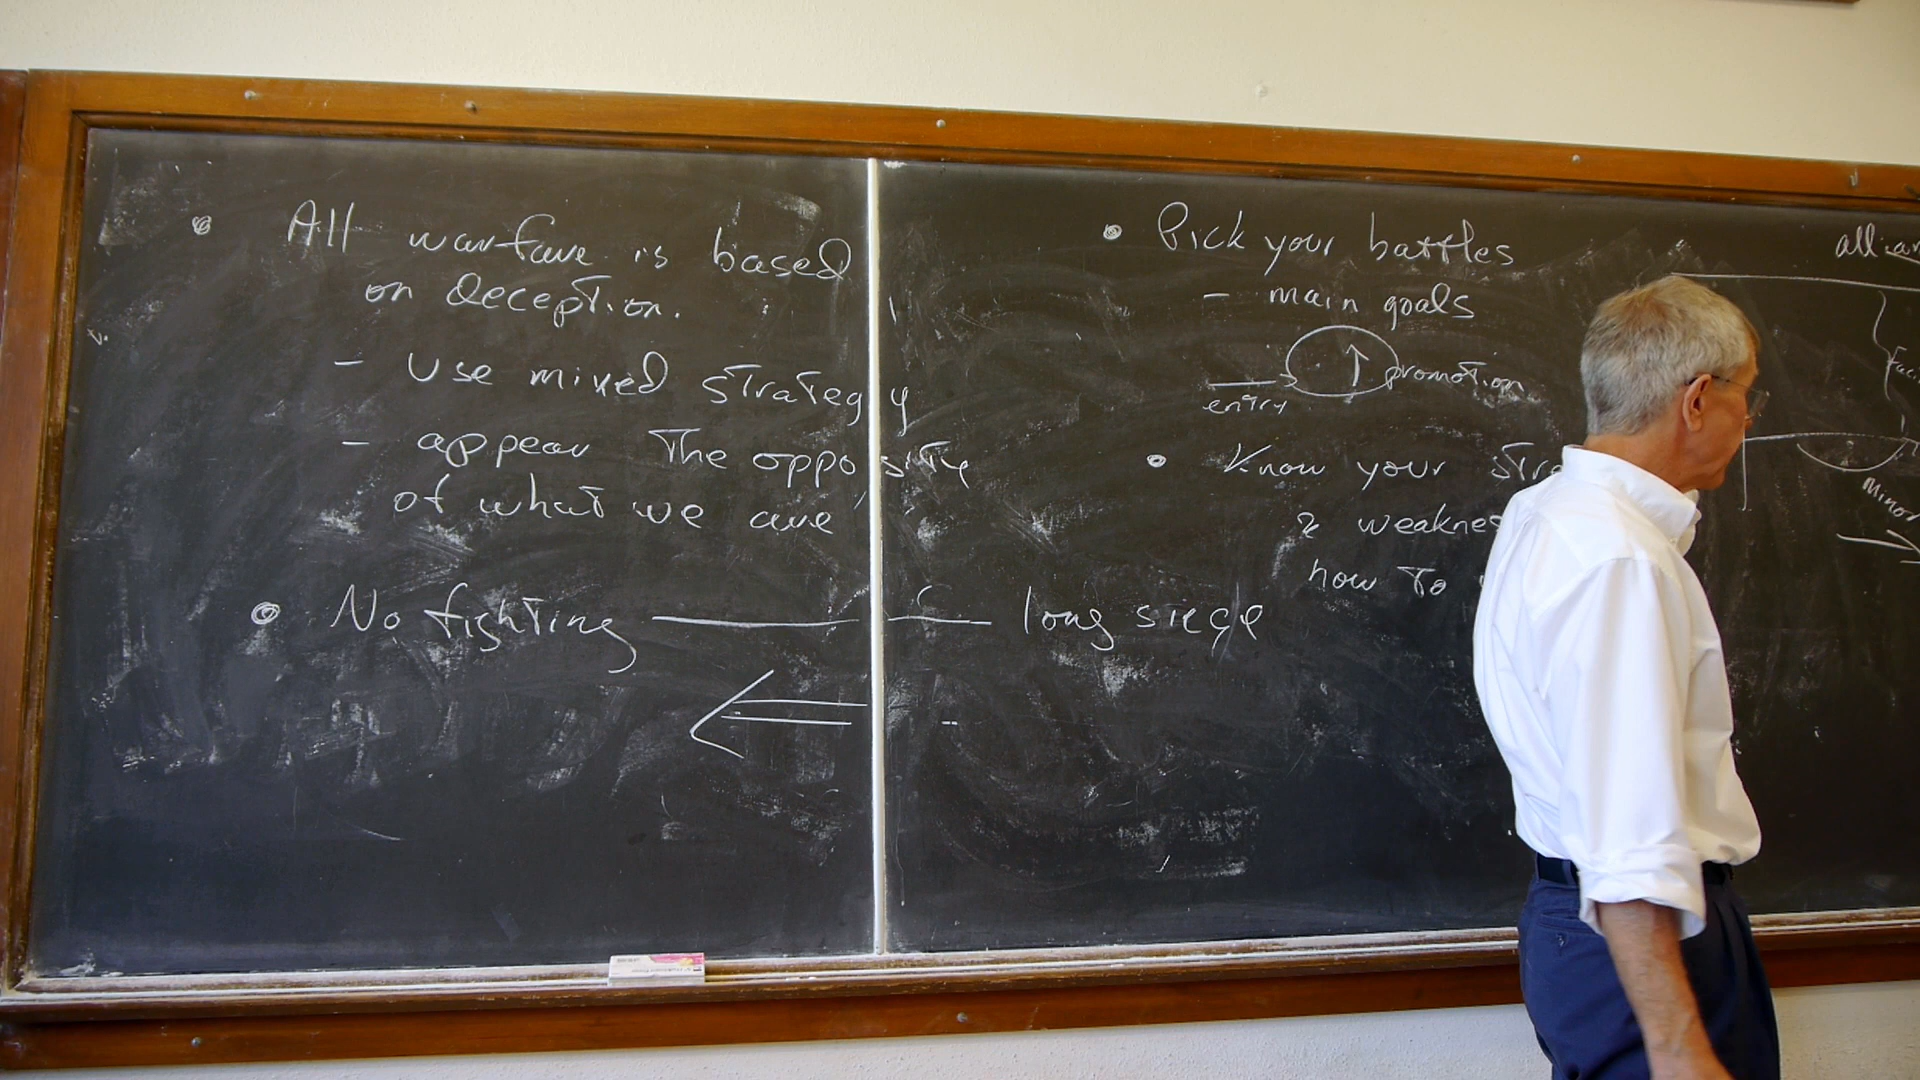 All warfare is based
on deception.
- use mixed strategy
- appear the opposite
of what we are
No fighting —— long siege
Pick your battles
- main goals
entry
promotion
Know your
&
how to
Minor